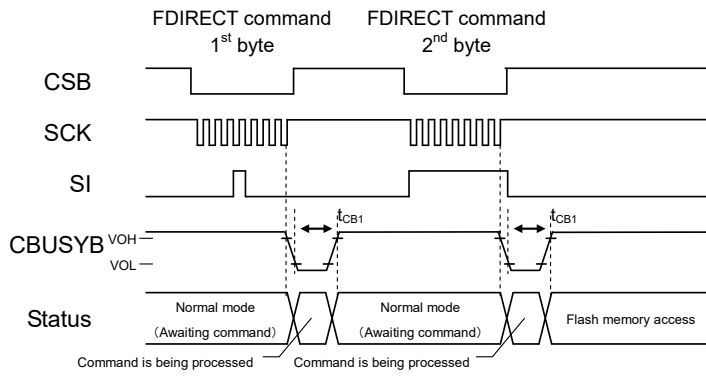 FDIRECT command FDIRECT command
1st byte 2nd byte
CSB
SCK
SI
tCB1 tCB1
CBUSYB
VOH
VOL
Status
Normal mode Normal mode
(Awaiting command) (Awaiting command) Flash memory access
Command is being processed Command is being processed